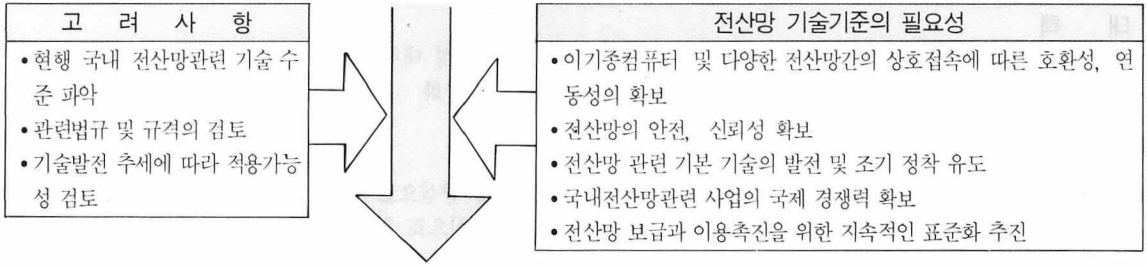 고 려 사 항
• 현행 국내 전산망관련 기술 수
준 파악
• 관련법규 및 규격의 검토
• 기술발전 추세에 따라 적용가능
성 검토
전산망 기술기준의 필요성
• 이기종컴퓨터 및 다양한 전산망간의 상호접속에 따른 호환성, 연
동성의 확보
• 전산망의 안전, 신뢰성 확보
• 전산망 관련 기본 기술의 발전 및 조기 정착 유도
• 국내전산망관련 사업의 국제 경쟁력 확보
• 전산망 보급과 이용촉진을 위한 지속적인 표준화 추진